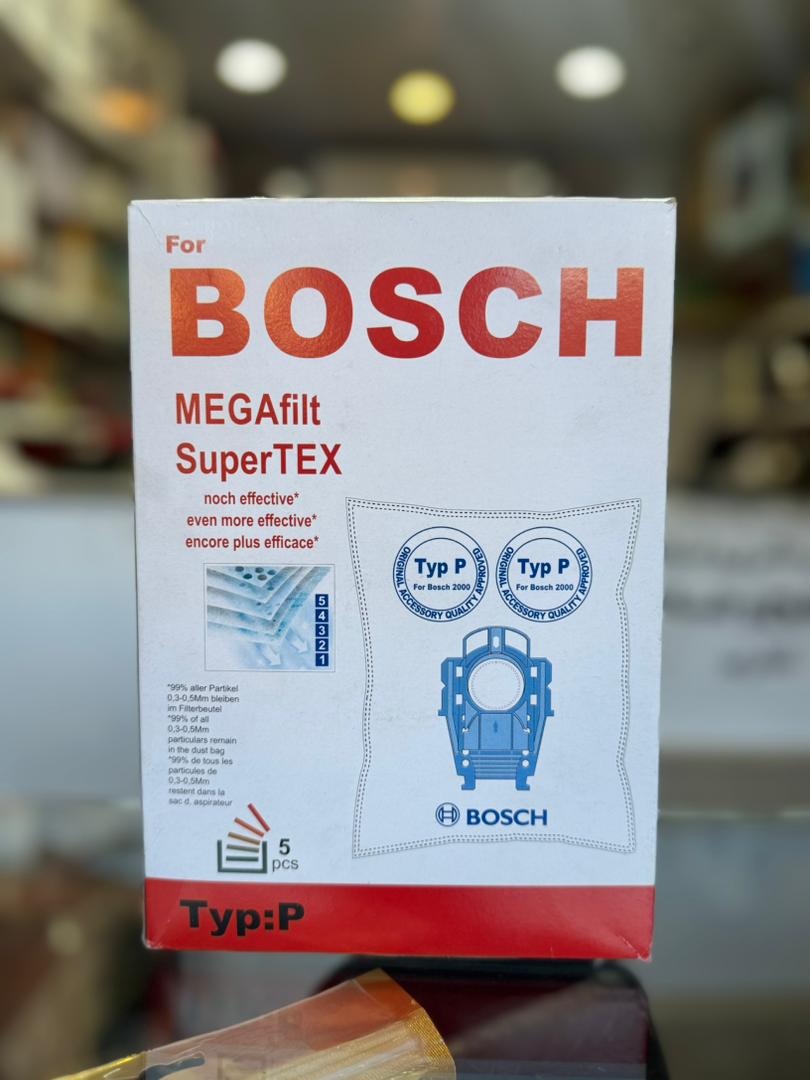 For
BOSCH
MEGAfilt
SuperTEX
noch effective*
even more effective*
encore plus efficace*
5
4
3
2
1
*99% aller Partikel
0,3-0,5Mm bleiben
im Filterbeutel
*99% of all
0,3-0,5Mm
particulars remain
in the dust bag
*99% de tous les
particules de
0,3-0,5Mm
restent dans la
sac d. aspirateur
5
pcs
ORIGINAL ACCESSORY QUALITY APPROVED
Typ P
For Bosch 2000
ORIGINAL ACCESSORY QUALITY APPROVED
Typ P
For Bosch 2000
BOSCH
Typ:P